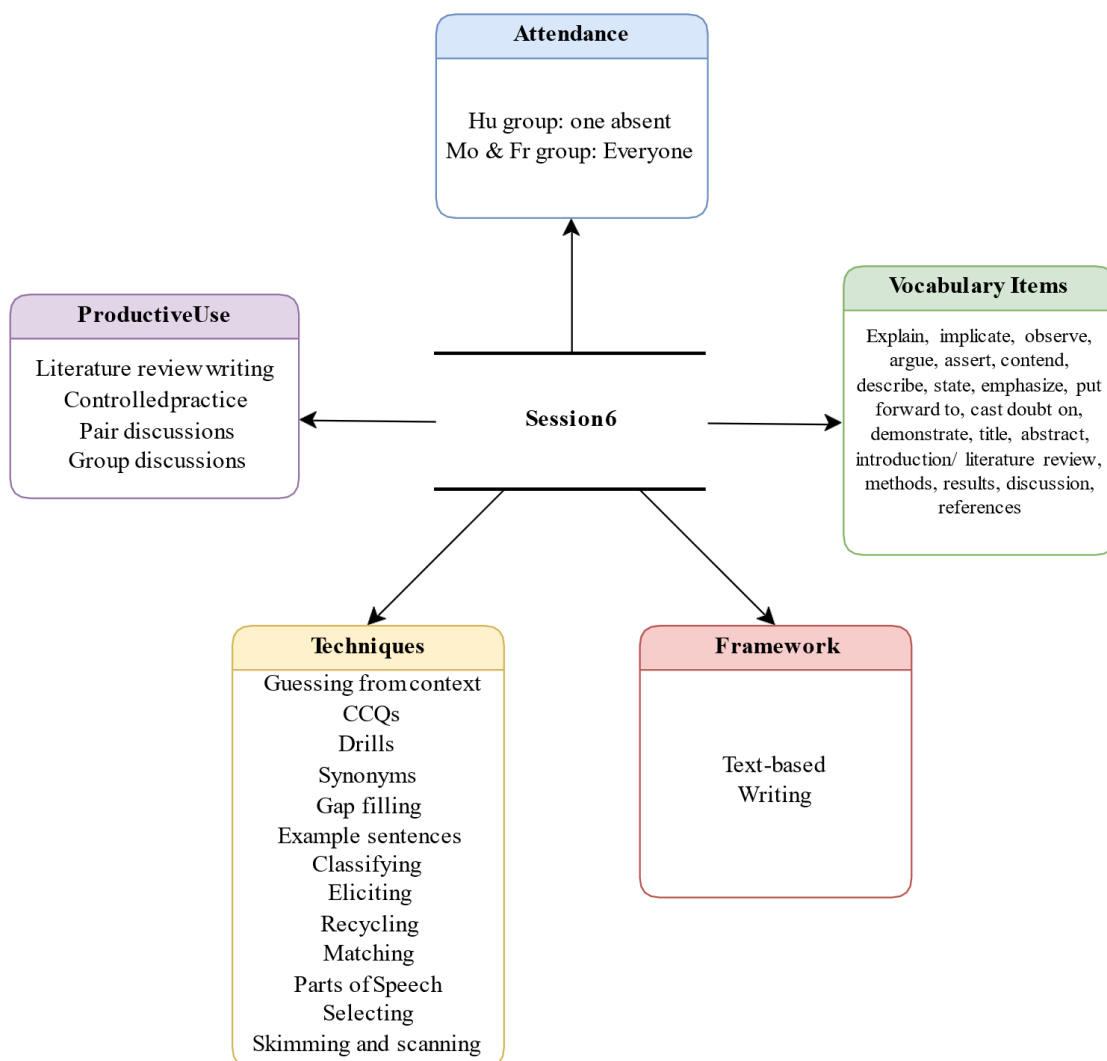 Attendance
Hu group: one absent
Mo & Fr group: Everyone
ProductiveUse
Literature review writing
Controlledpractice
Pair discussions
Group discussions
Session6
Vocabulary Items
Explain, implicate, observe,
argue, assert, contend,
describe, state, emphasize, put
forward to, cast doubt on,
demonstrate, title, abstract,
introduction/ literature review,
methods, results, discussion,
references
Techniques
Guessing from context
CCQs
Drills
Synonyms
Gap filling
Example sentences
Classifying
Eliciting
Recycling
Matching
Parts of Speech
Selecting
Skimming and scanning
Framework
Text-based
Writing